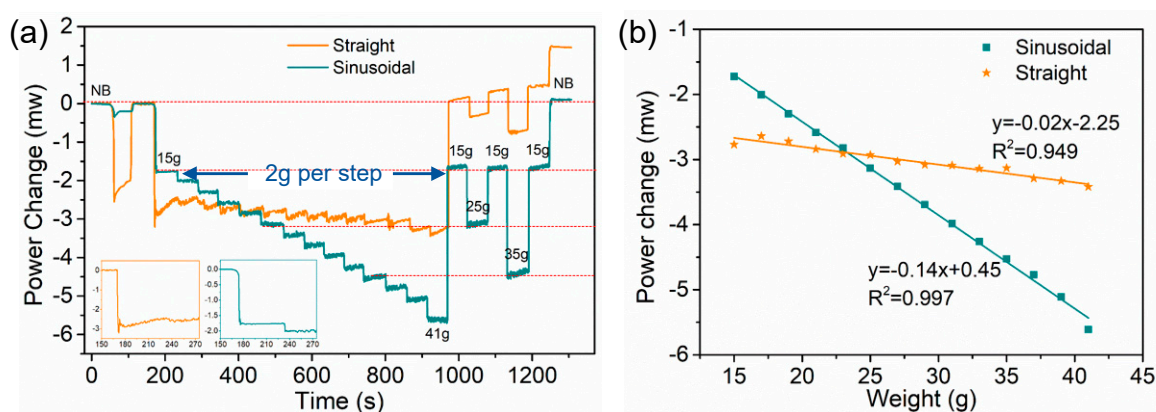 (a)
Power Change (mw)
2
1
0
-1
-2
-3
-4
-5
-6
Straight
Sinusoidal
NB
NB
15g
2g per step
15g
15g
15g
25g
35g
41g
0
-1
-2
-3
150 180 210 240 270
0.0
-0.5
-1.0
-1.5
-2.0
150 180 210 240 270
0 200 400 600 800 1000 1200
Time (s)
(b)
Power change (mw)
-1
-2
-3
-4
-5
-6
Sinusoidal
Straight
y=-0.02x-2.25
R²=0.949
y=-0.14x+0.45
R²=0.997
15 20 25 30 35 40 45
Weight (g)